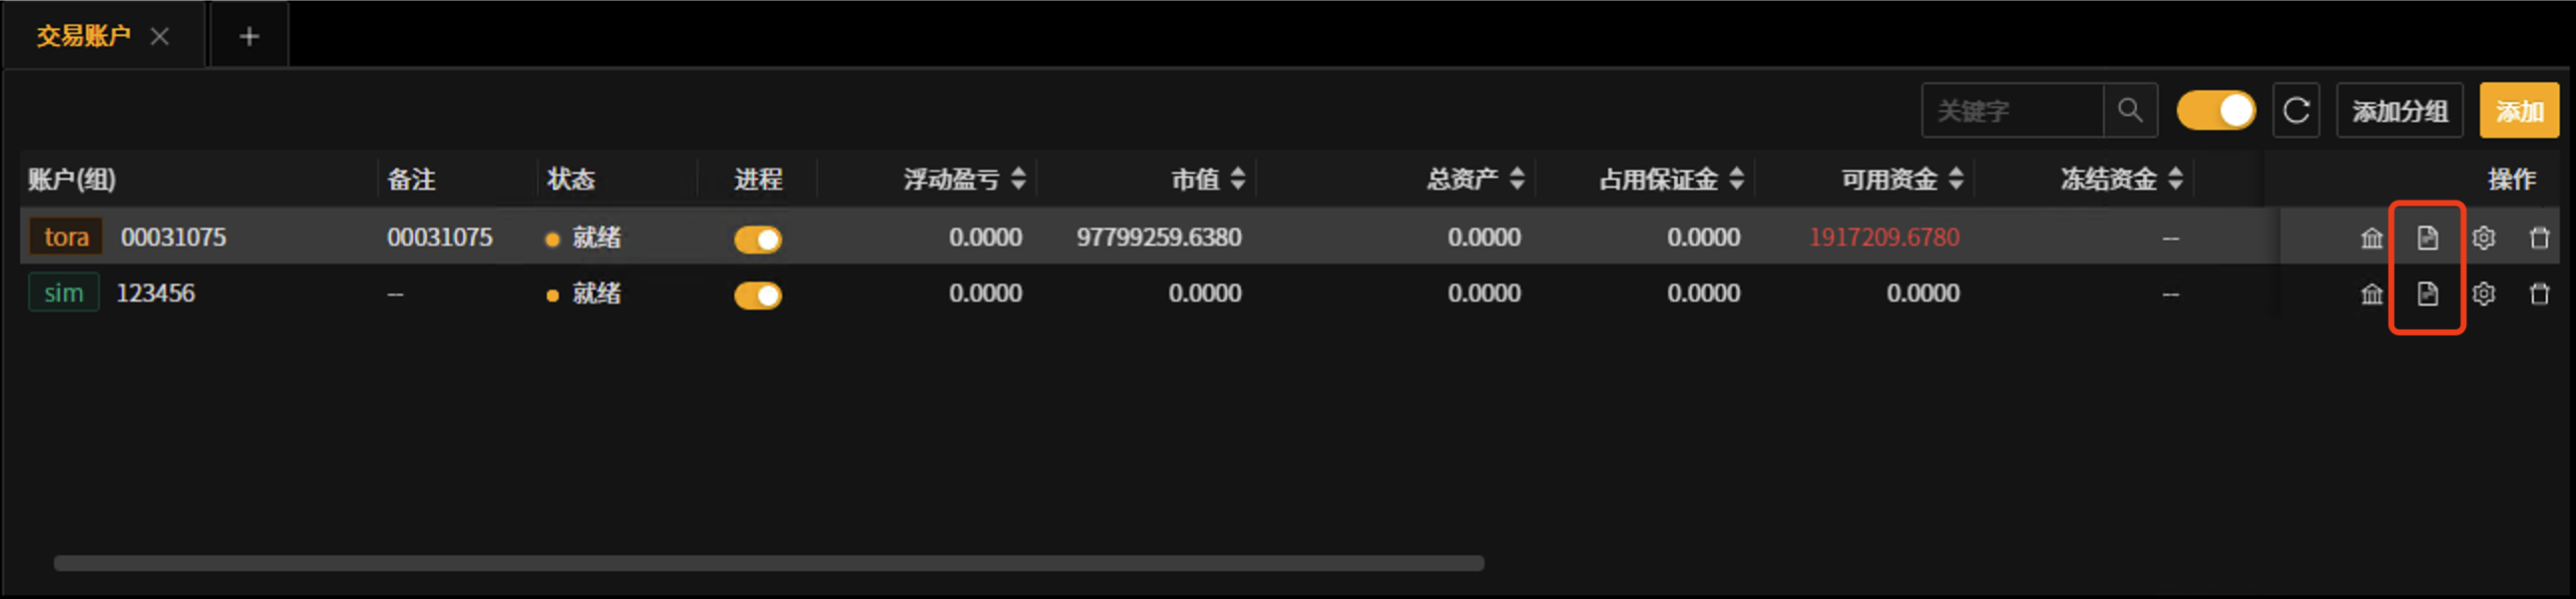 交易账户
关键字 添加分组 添加
账户(组) 备注 状态 进程 浮动盈亏 市值 总资产 占用保证金 可用资金 冻结资金 操作
tora 00031075 00031075 就绪 0.0000 97799259.6380 0.0000 0.0000 1917209.6780 --
sim 123456 -- 就绪 0.0000 0.0000 0.0000 0.0000 0.0000 --